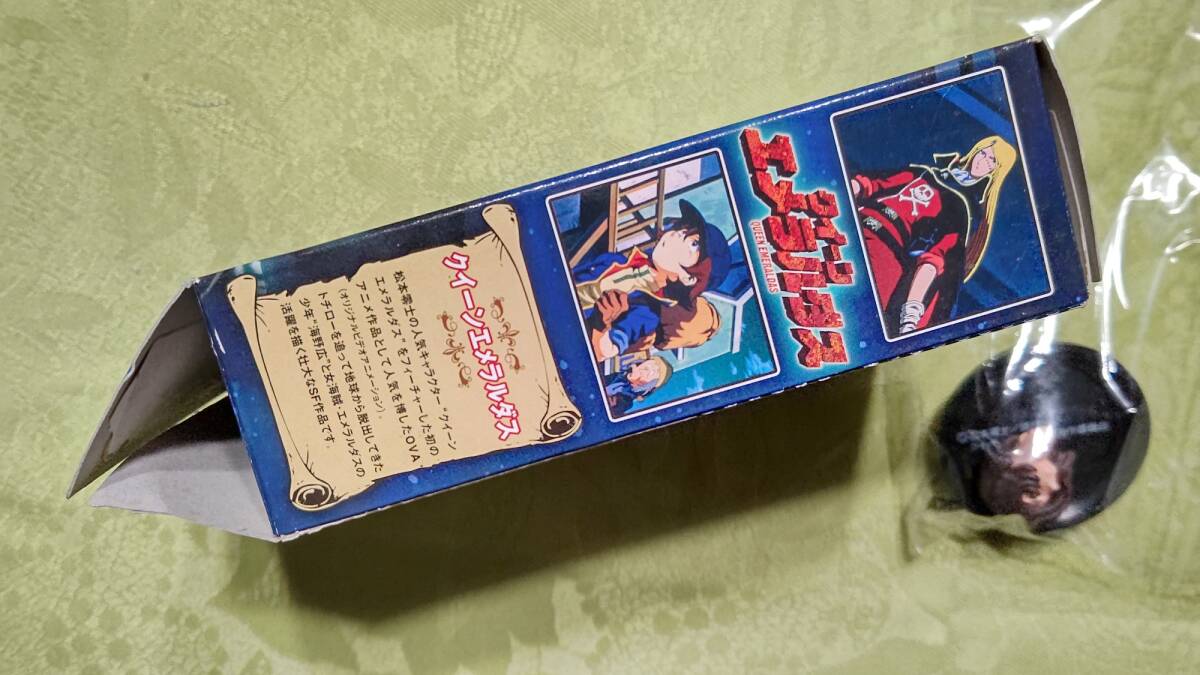 クイーン
エメラルダス
QUEEN EMERALDAS
クイーンエメラルダス
松本零士の人気キャラクター“クイーン
エメラルダス”をフィーチャーした初の
アニメ作品として人気を博したOVA
（オリジナルビデオアニメーション）。
トチローを追って地球から脱出してきた
少年“海野広”と女海賊・エメラルダスの
活躍を描く壮大なSF作品です。